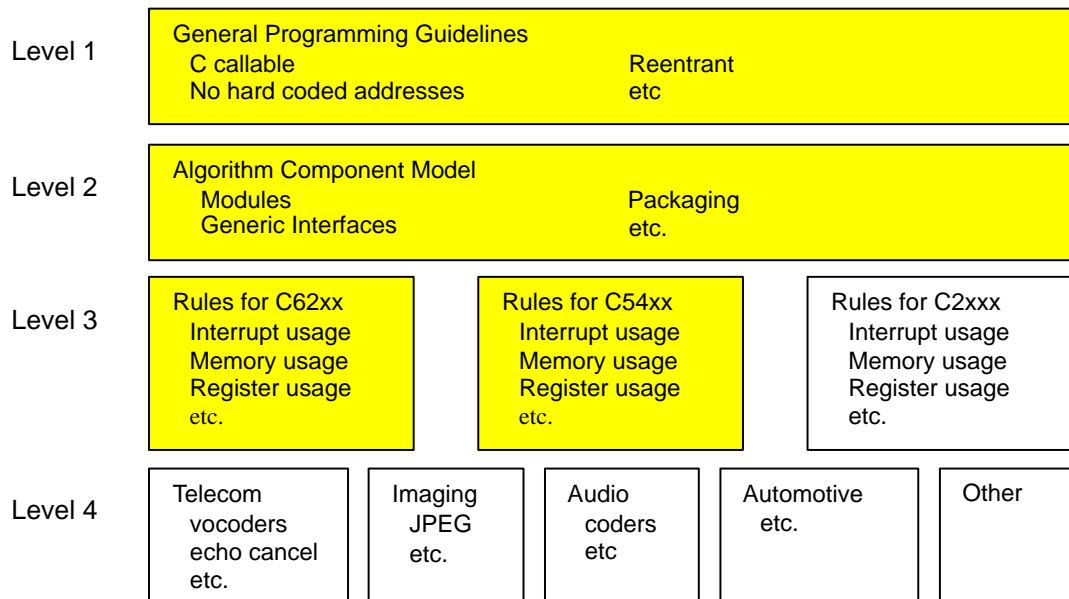 Level 1
General Programming Guidelines
C callable
Reentrant
No hard coded addresses
etc
Level 2
Algorithm Component Model
Modules
Packaging
Generic Interfaces
etc.
Level 3
Rules for C62xx
Interrupt usage
Memory usage
Register usage
etc.
Rules for C54xx
Interrupt usage
Memory usage
Register usage
etc.
Rules for C2xxx
Interrupt usage
Memory usage
Register usage
etc.
Level 4
Telecom
vocoders
echo cancel
etc.
Imaging
JPEG
etc.
Audio
coders
etc
Automotive
etc.
Other